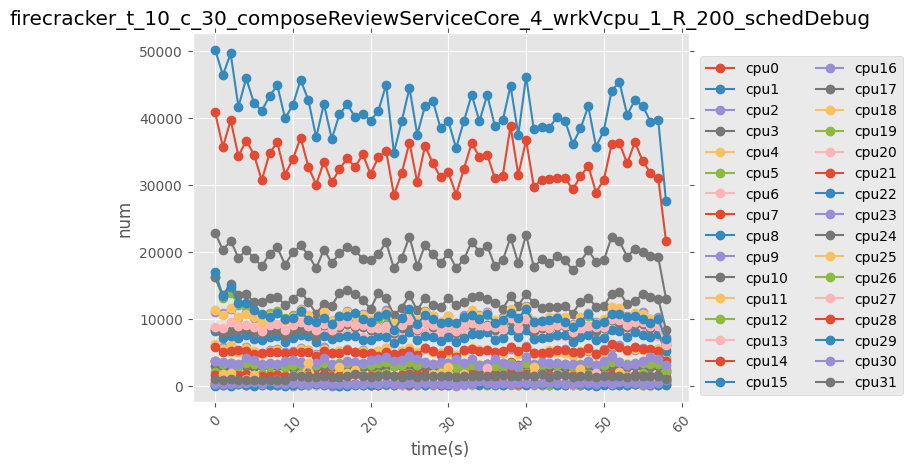 firecracker_t_10_c_30_composeReviewServiceCore_4_wrkVcpu_1_R_200_schedDebug
50000
40000
30000
20000
10000
0
num
0
10
20
30
40
50
60
time(s)
cpu0
cpu1
cpu2
cpu3
cpu4
cpu5
cpu6
cpu7
cpu8
cpu9
cpu10
cpu11
cpu12
cpu13
cpu14
cpu15
cpu16
cpu17
cpu18
cpu19
cpu20
cpu21
cpu22
cpu23
cpu24
cpu25
cpu26
cpu27
cpu28
cpu29
cpu30
cpu31